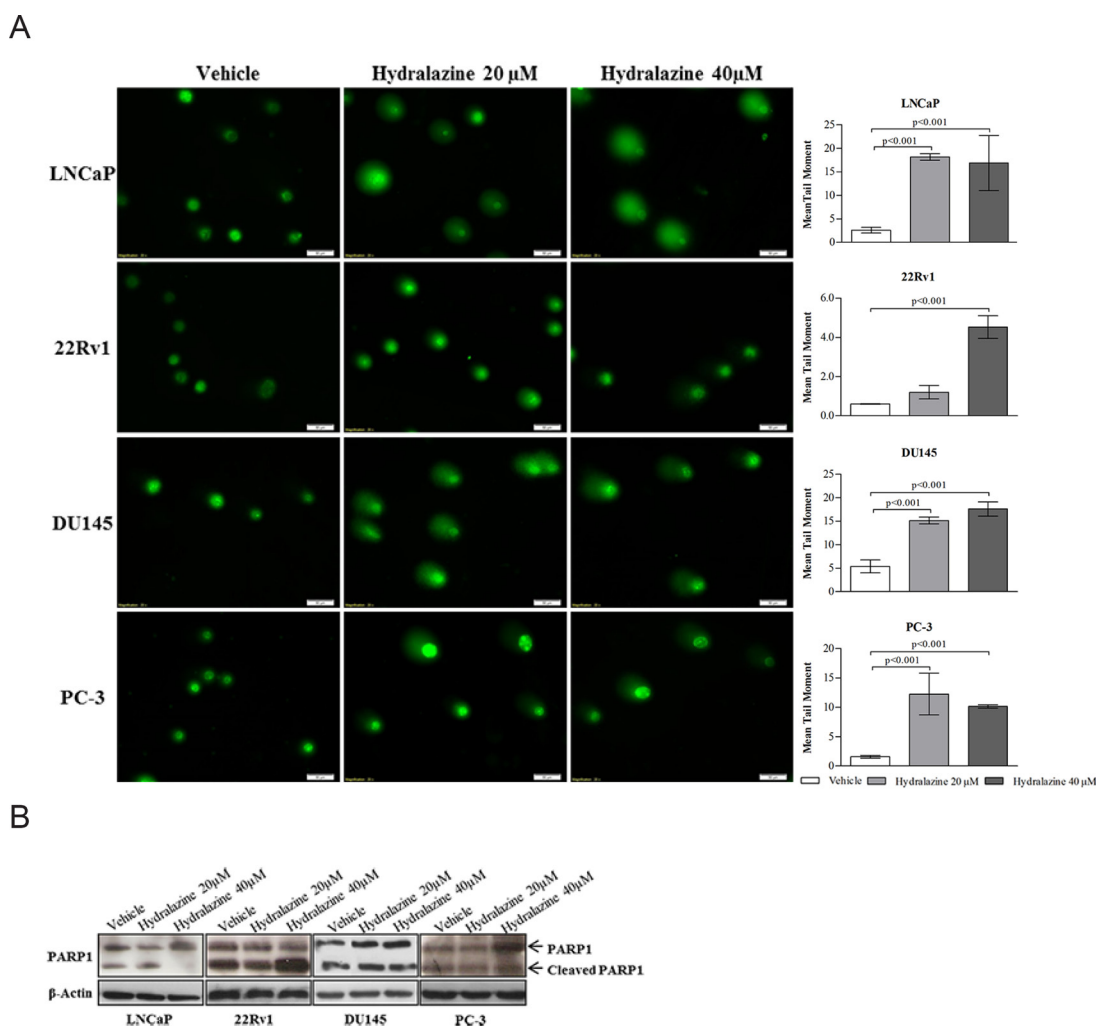 A
Vehicle Hydralazine 20 µM Hydralazine 40µM
LNCaP
22Rv1
DU145
PC-3
LNCaP
p<0.001
p<0.001
MeanTail Moment
25
20
15
10
5
0
22Rv1
p<0.001
Mean Tail Moment
6.0
4.0
2.0
0.0
DU145
p<0.001
p<0.001
Mean Tail Moment
25
20
15
10
5
0
PC-3
p<0.001
p<0.001
Mean Tail Moment
20
15
10
5
0
Vehicle Hydralazine 20 µM Hydralazine 40 µM
B
Vehicle Hydralazine 20µM Hydralazine 40µM Vehicle Hydralazine 20µM Hydralazine 40µM Vehicle Hydralazine 20µM Hydralazine 40µM Vehicle Hydralazine 20µM Hydralazine 40µM
PARP1
PARP1
Cleaved PARP1
β-Actin
LNCaP 22Rv1 DU145 PC-3